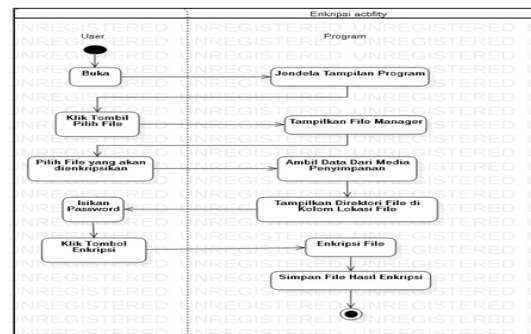 Enkripsi actifity
User
Program
Buka
Jendela Tampilan Program
Klik Tombil
Pilih File
Tampilkan File Manager
Pilih File yang akan
dienkripsikan
Ambil Data Dari Media
Penyimpanan
Isikan
Password
Tampilkan Direktori File di
Kolom Lokasi File
Klik Tombol
Enkripsi
Enkripsi File
Simpan File Hasil Enkripsi